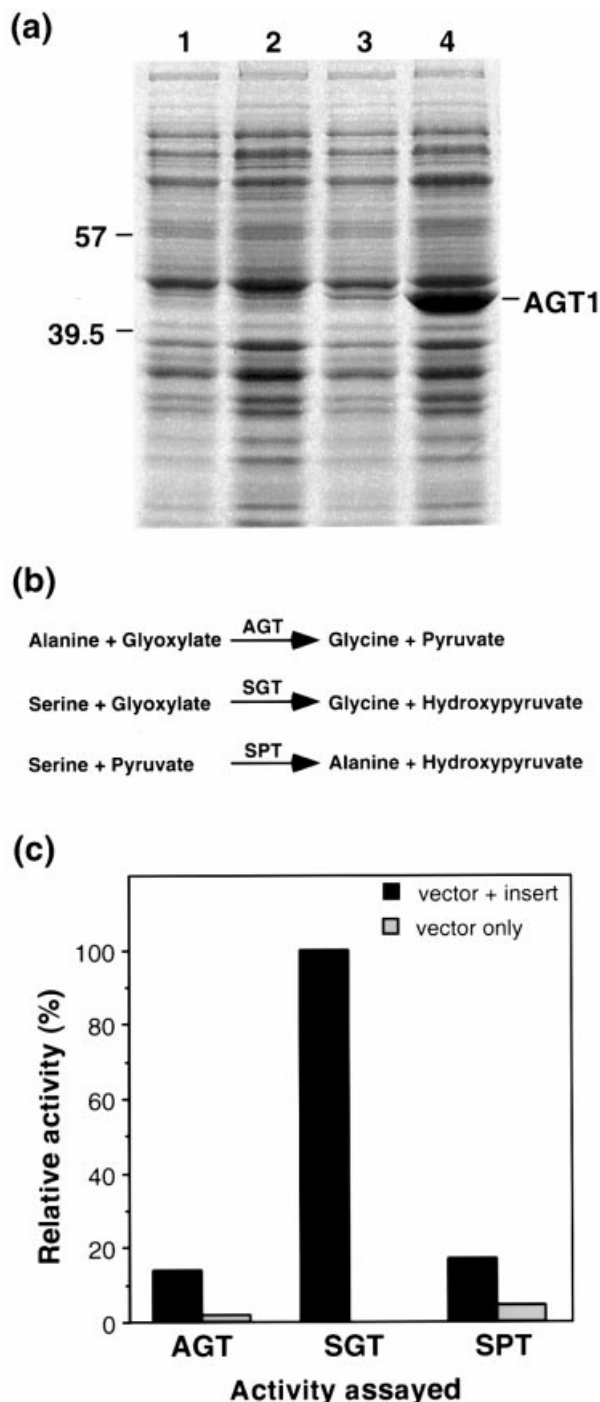 (a)
1 2 3 4
57
AGT1
39.5
(b)
AGT
Alanine + Glyoxylate Glycine + Pyruvate
SGT
Serine + Glyoxylate Glycine + Hydroxypyruvate
SPT
Serine + Pyruvate Alanine + Hydroxypyruvate
(c)
vector + insert
vector only
Relative activity (%)
100
80
60
40
20
0
AGT SGT SPT
Activity assayed